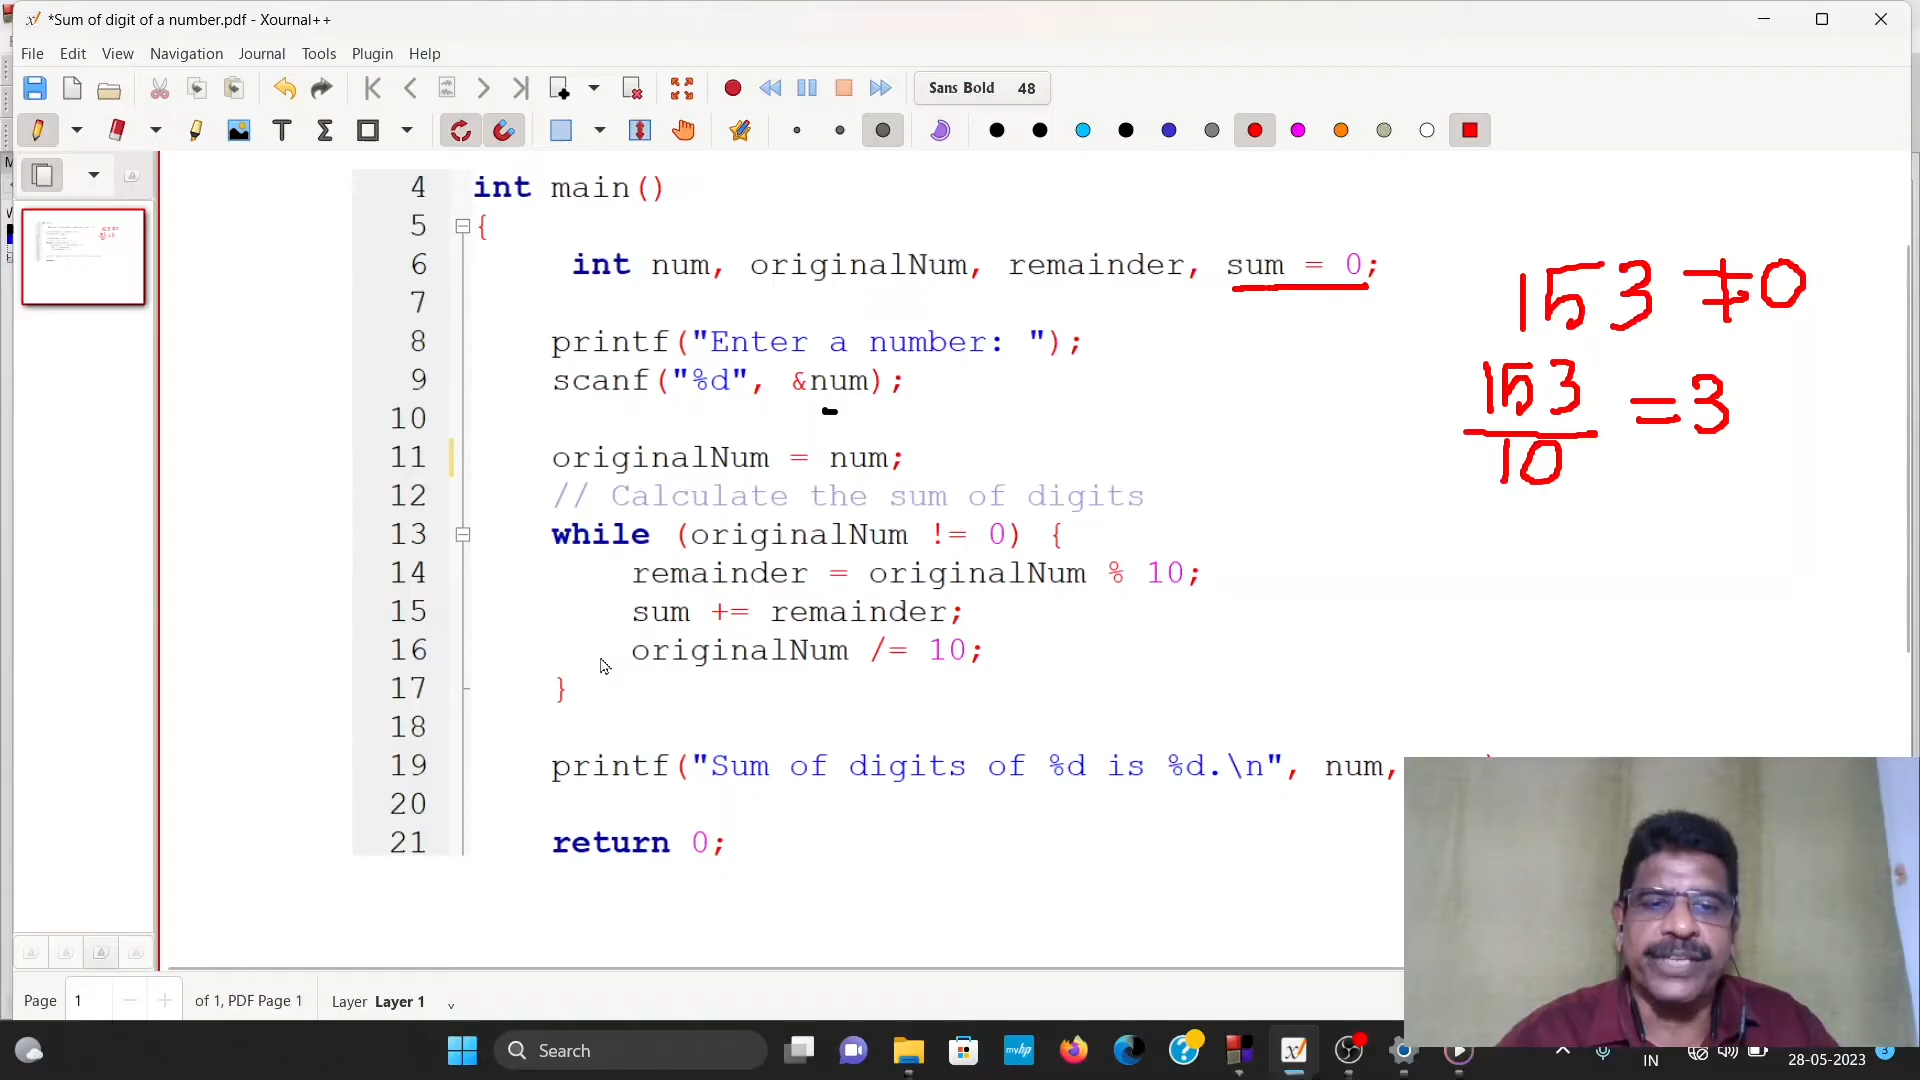 *Sum of digit of a number.pdf - Xournal++
File Edit View Navigation Journal Tools Plugin Help
Sans Bold 48
4 int main()
5 {
6 int num, originalNum, remainder, sum = 0;
7
8 printf("Enter a number: ");
9 scanf("%d", &num);
10
11 originalNum = num;
12 // Calculate the sum of digits
13 while (originalNum != 0) {
14 remainder = originalNum % 10;
15 sum += remainder;
16 originalNum /= 10;
17 }
18
19 printf("Sum of digits of %d is %d.\n", num,
20
21 return 0;
153 ≠0
153
10
=3
Page 1 of 1, PDF Page 1 Layer Layer 1
Search
myhp
IN
28-05-2023
3